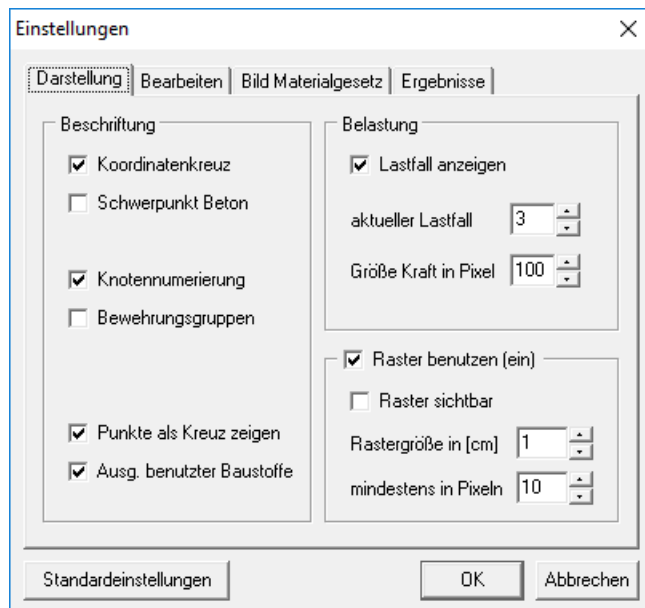 Einstellungen
Darstellung
Bearbeiten
Bild Materialgesetz
Ergebnisse
Beschriftung
Koordinatenkreuz
Schwerpunkt Beton
Knotennumerierung
Bewehrungsgruppen
Punkte als Kreuz zeigen
Ausg. benutzter Baustoffe
Belastung
Lastfall anzeigen
aktueller Lastfall 3
Größe Kraft in Pixel 100
Raster benutzen (ein)
Raster sichtbar
Rastergröße in [cm] 1
mindestens in Pixeln 10
Standardeinstellungen
OK
Abbrechen